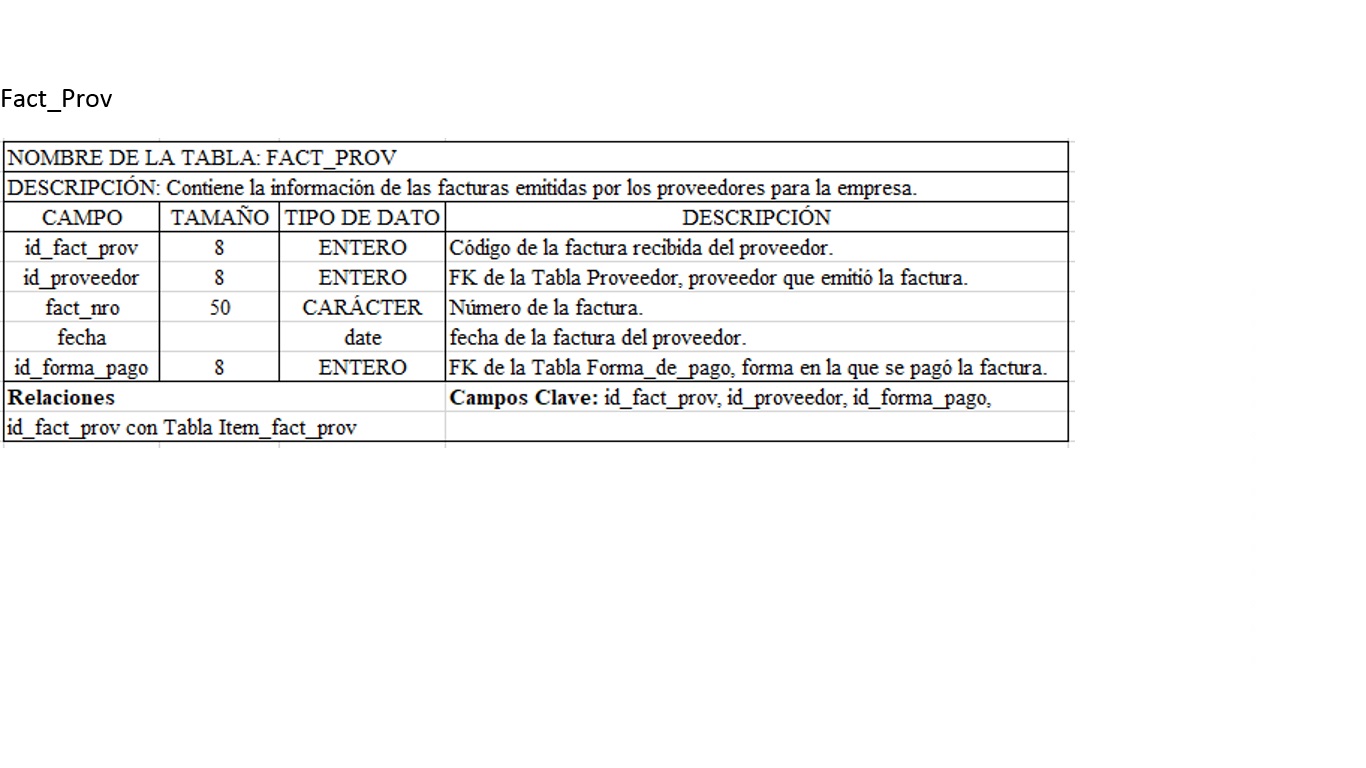 Fact_Prov
NOMBRE DE LA TABLA: FACT_PROV
DESCRIPCIÓN: Contiene la información de las facturas emitidas por los proveedores para la empresa.
CAMPO TAMAÑO TIPO DE DATO DESCRIPCIÓN
id_fact_prov 8 ENTERO Código de la factura recibida del proveedor.
id_proveedor 8 ENTERO FK de la Tabla Proveedor, proveedor que emitió la factura.
fact_nro 50 CARÁCTER Número de la factura.
fecha date fecha de la factura del proveedor.
id_forma_pago 8 ENTERO FK de la Tabla Forma_de_pago, forma en la que se pagó la factura.
Relaciones Campos Clave: id_fact_prov, id_proveedor, id_forma_pago,
id_fact_prov con Tabla Item_fact_prov